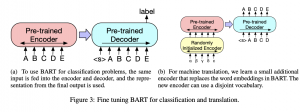 label
A B C D E
Pre-trained
Encoder
Pre-trained
Decoder
Pre-trained
Encoder
Pre-trained
Decoder
A B C D E
<s> A B C D E
<s> A B C D
Randomly
Initialized Encoder
α β γ δ ε
(a) To use BART for classification problems, the same
input is fed into the encoder and decoder, and the rep-
resentation from the final output is used.
(b) For machine translation, we learn a small additional
encoder that replaces the word embeddings in BART. The
new encoder can use a disjoint vocabulary.
Figure 3: Fine tuning BART for classification and translation.